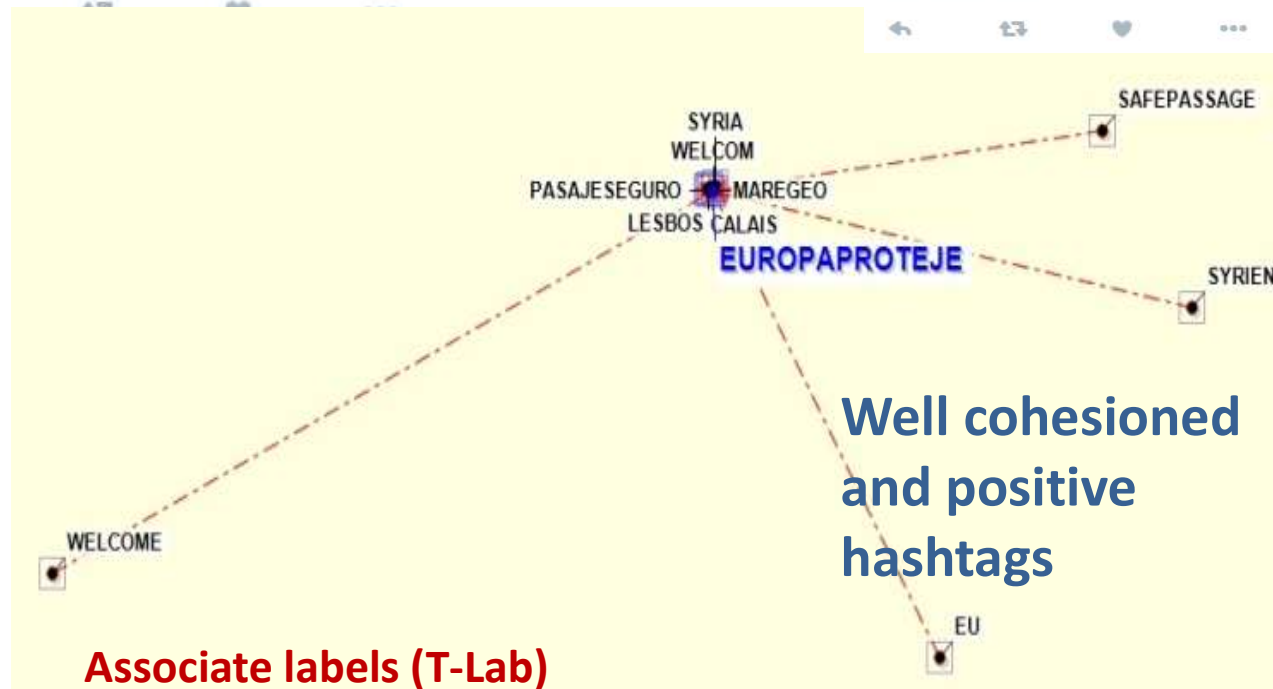 SAFEPASSAGE
SYRIA
WELCOM
PASAJESEGURO MAREGEO
LESBOS CALAIS
EUROPAPROTEJE
SYRIEN
Well cohesioned
and positive
hashtags
WELCOME
EU
Associate labels (T-Lab)